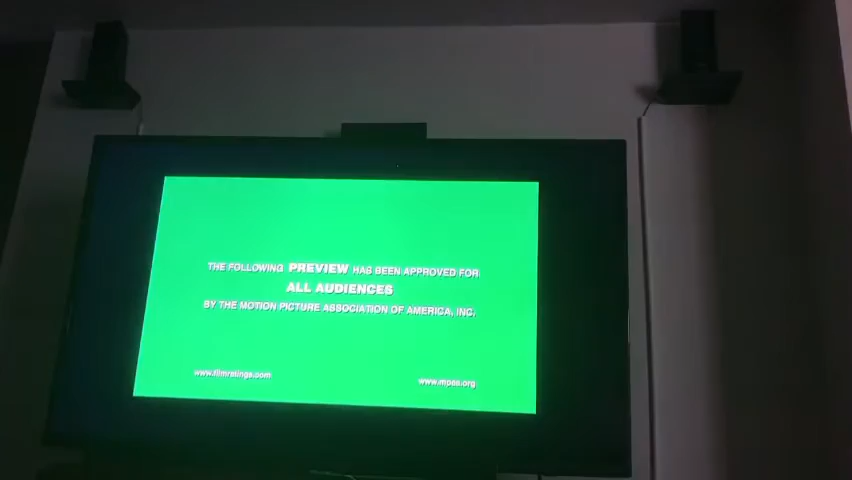 THE FOLLOWING PREVIEW HAS BEEN APPROVED FOR
ALL AUDIENCES
BY THE MOTION PICTURE ASSOCIATION OF AMERICA, INC.
www.filmratings.com
www.mpaa.org